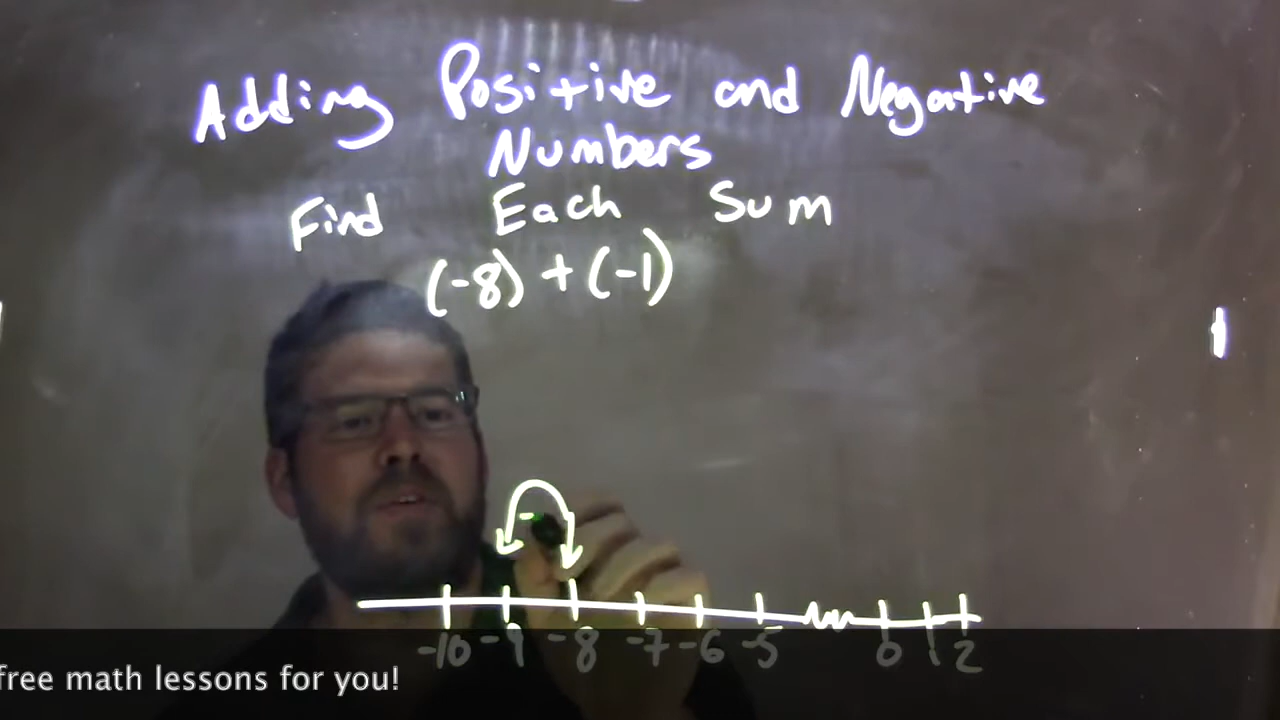 Adding Positive and Negative
Numbers
Find Each Sum
(-8) + (-1)
-
-10 -9 -8 -7 -6 -5 0 1 2
free math lessons for you!